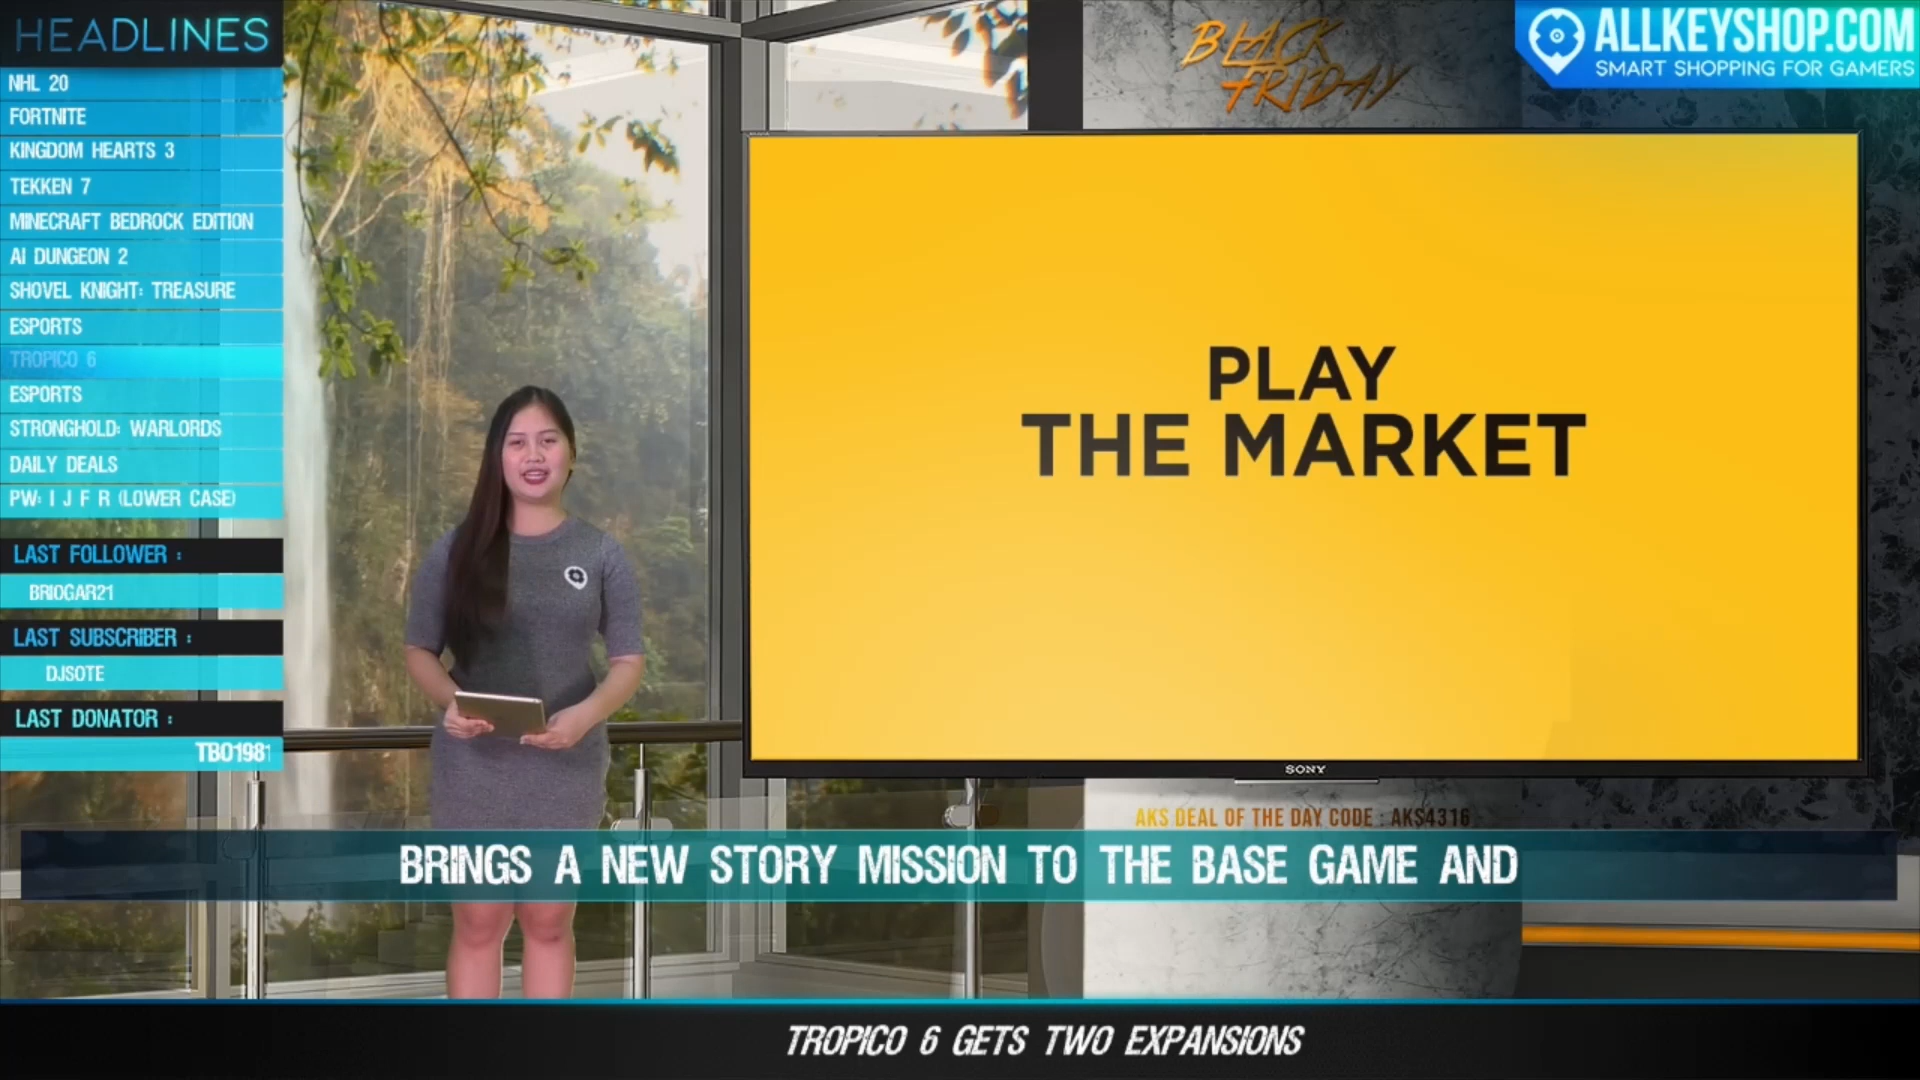 HEADLINES
NHL 20
FORTNITE
KINGDOM HEARTS 3
TEKKEN 7
MINECRAFT BEDROCK EDITION
AI DUNGEON 2
SHOVEL KNIGHT: TREASURE
ESPORTS
TROPICO 6
ESPORTS
STRONGHOLD: WARLORDS
DAILY DEALS
PW: I J F R (LOWER CASE)
LAST FOLLOWER :
BRIOGAR21
LAST SUBSCRIBER :
DJSOTE
LAST DONATOR :
TBO1981
BLACK
FRIDAY
ALLKEYSHOP.COM
SMART SHOPPING FOR GAMERS
PLAY
THE MARKET
SONY
AKS DEAL OF THE DAY CODE : AKS4316
BRINGS A NEW STORY MISSION TO THE BASE GAME AND
TROPICO 6 GETS TWO EXPANSIONS